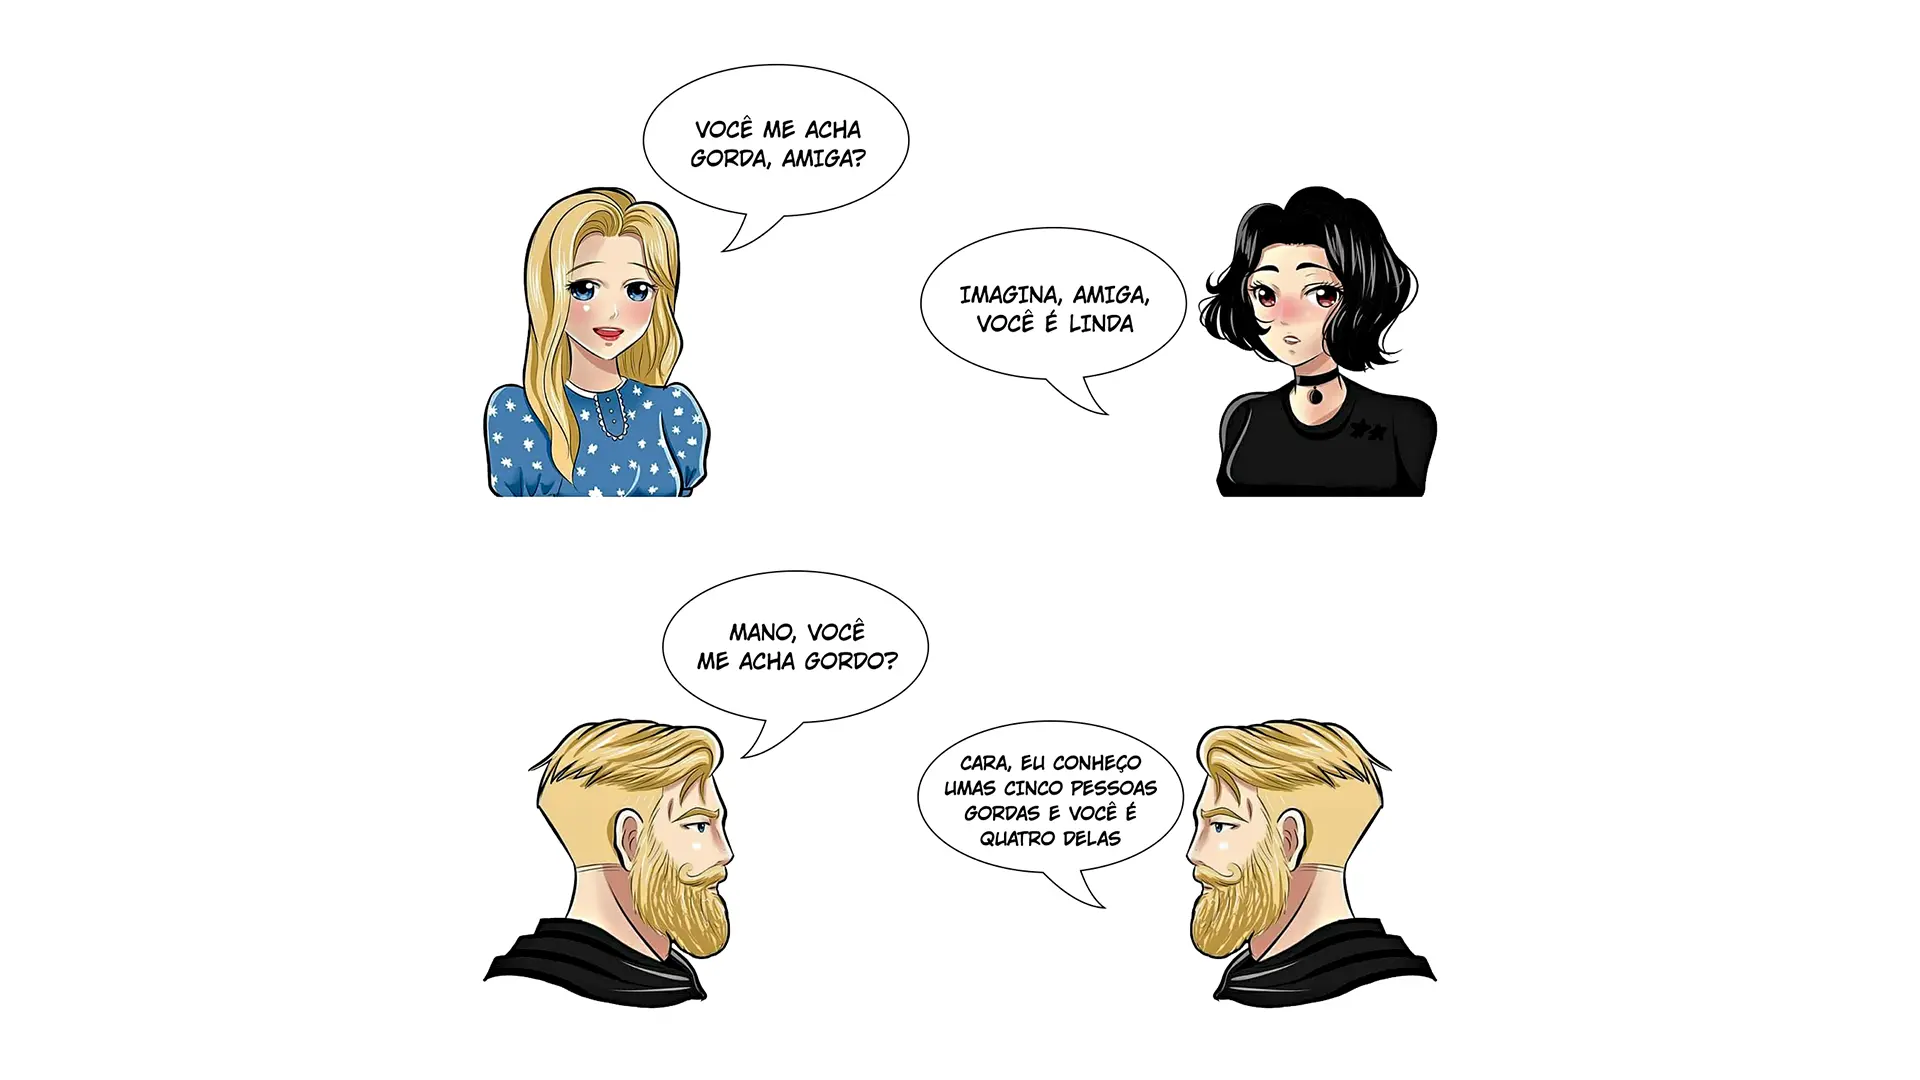 VOCÊ ME ACHA
GORDA, AMIGA?
IMAGINA, AMIGA,
VOCÊ É LINDA
MANO, VOCÊ
ME ACHA GORDO?
CARA, EU CONHEÇO
UMAS CINCO PESSOAS
GORDAS E VOCÊ É
QUATRO DELAS